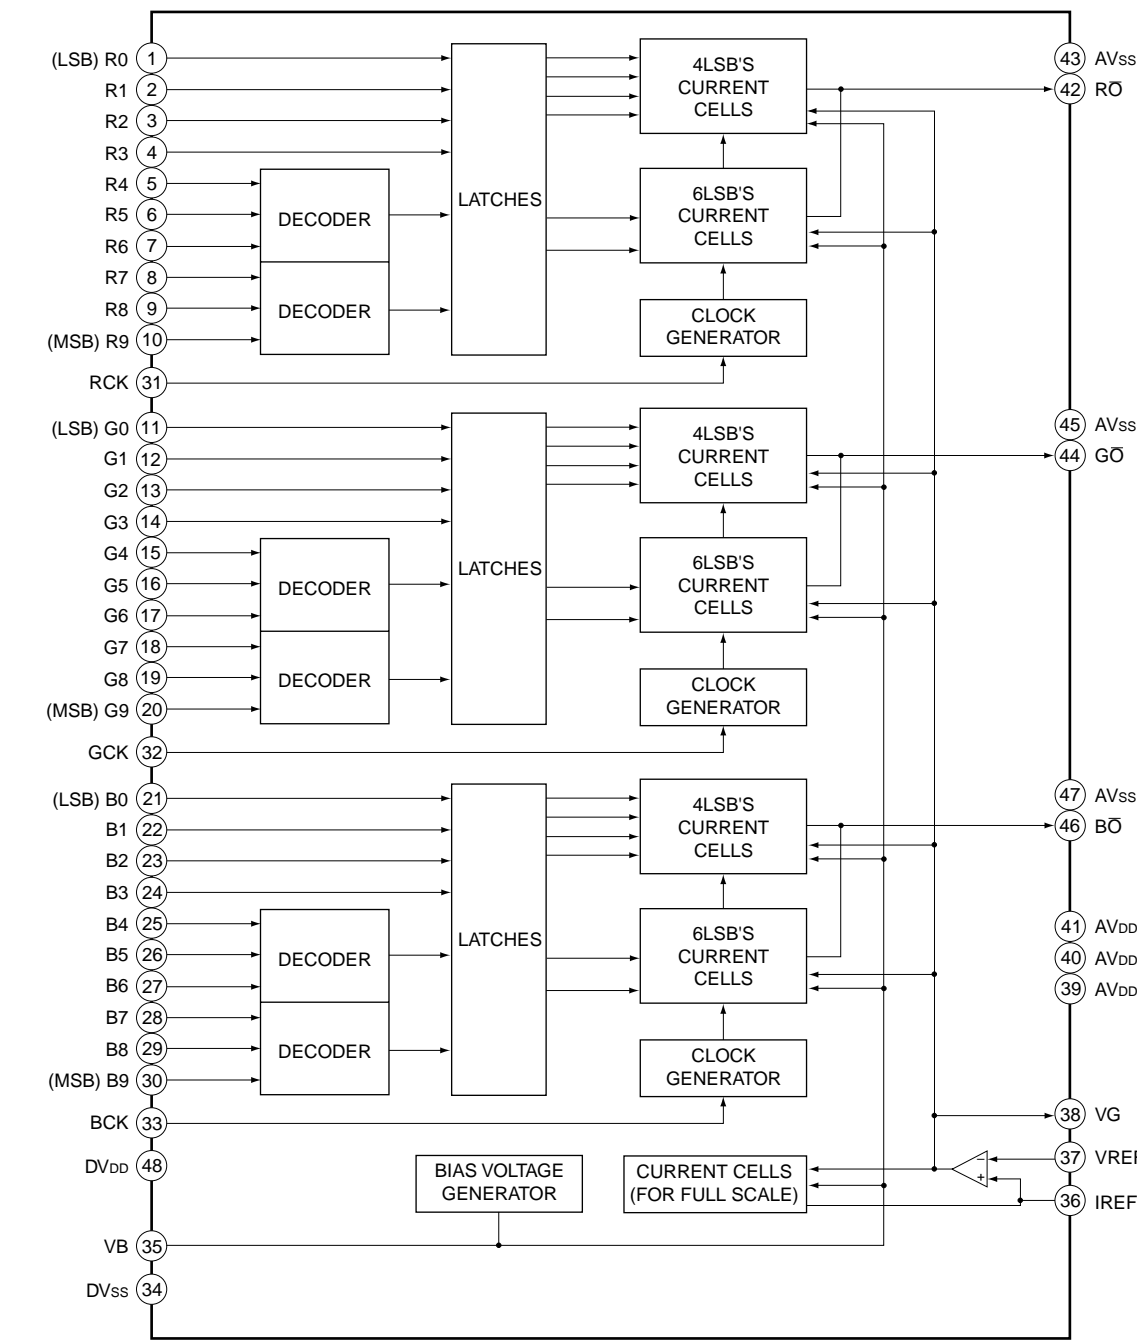 (LSB) R0 1
R1 2
R2 3
R3 4
R4 5
R5 6
R6 7
R7 8
R8 9
(MSB) R9 10
RCK 31
DECODER
DECODER
LATCHES
4LSB'S
CURRENT
CELLS
6LSB'S
CURRENT
CELLS
CLOCK
GENERATOR
43 AVSS
42 RO̅
(LSB) G0 11
G1 12
G2 13
G3 14
G4 15
G5 16
G6 17
G7 18
G8 19
(MSB) G9 20
GCK 32
DECODER
DECODER
LATCHES
4LSB'S
CURRENT
CELLS
6LSB'S
CURRENT
CELLS
CLOCK
GENERATOR
45 AVSS
44 GO̅
(LSB) B0 21
B1 22
B2 23
B3 24
B4 25
B5 26
B6 27
B7 28
B8 29
(MSB) B9 30
BCK 33
DECODER
DECODER
LATCHES
4LSB'S
CURRENT
CELLS
6LSB'S
CURRENT
CELLS
CLOCK
GENERATOR
47 AVSS
46 BO̅
41 AVDD
40 AVDD
39 AVDD
38 VG
37 VREF
36 IREF
DVDD 48
VB 35
DVSS 34
BIAS VOLTAGE
GENERATOR
CURRENT CELLS
(FOR FULL SCALE)
−
+